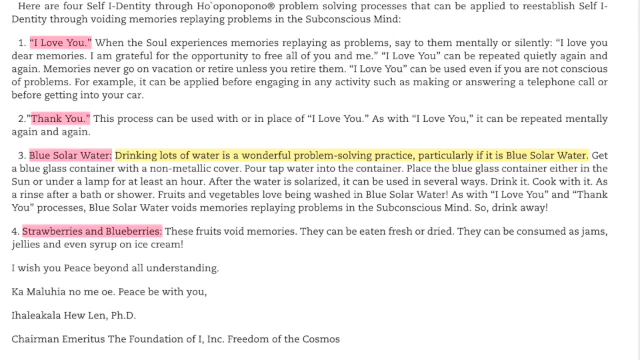 Here are four Self I-Dentity through Ho`oponopono® problem solving processes that can be applied to reestablish Self I-
Dentity through voiding memories replaying problems in the Subconscious Mind:
1. “I Love You.” When the Soul experiences memories replaying as problems, say to them mentally or silently: “I love you
dear memories. I am grateful for the opportunity to free all of you and me.” “I Love You” can be repeated quietly again and
again. Memories never go on vacation or retire unless you retire them. “I Love You” can be used even if you are not conscious
of problems. For example, it can be applied before engaging in any activity such as making or answering a telephone call or
before getting into your car.
2.”Thank You.” This process can be used with or in place of “I Love You.” As with “I Love You,” it can be repeated mentally
again and again.
3. Blue Solar Water: Drinking lots of water is a wonderful problem-solving practice, particularly if it is Blue Solar Water. Get
a blue glass container with a non-metallic cover. Pour tap water into the container. Place the blue glass container either in the
Sun or under a lamp for at least an hour. After the water is solarized, it can be used in several ways. Drink it. Cook with it. As
a rinse after a bath or shower. Fruits and vegetables love being washed in Blue Solar Water! As with “I Love You” and “Thank
You” processes, Blue Solar Water voids memories replaying problems in the Subconscious Mind. So, drink away!
4. Strawberries and Blueberries: These fruits void memories. They can be eaten fresh or dried. They can be consumed as jams,
jellies and even syrup on ice cream!
I wish you Peace beyond all understanding.
Ka Maluhia no me oe. Peace be with you,
Ihaleakala Hew Len, Ph.D.
Chairman Emeritus The Foundation of I, Inc. Freedom of the Cosmos